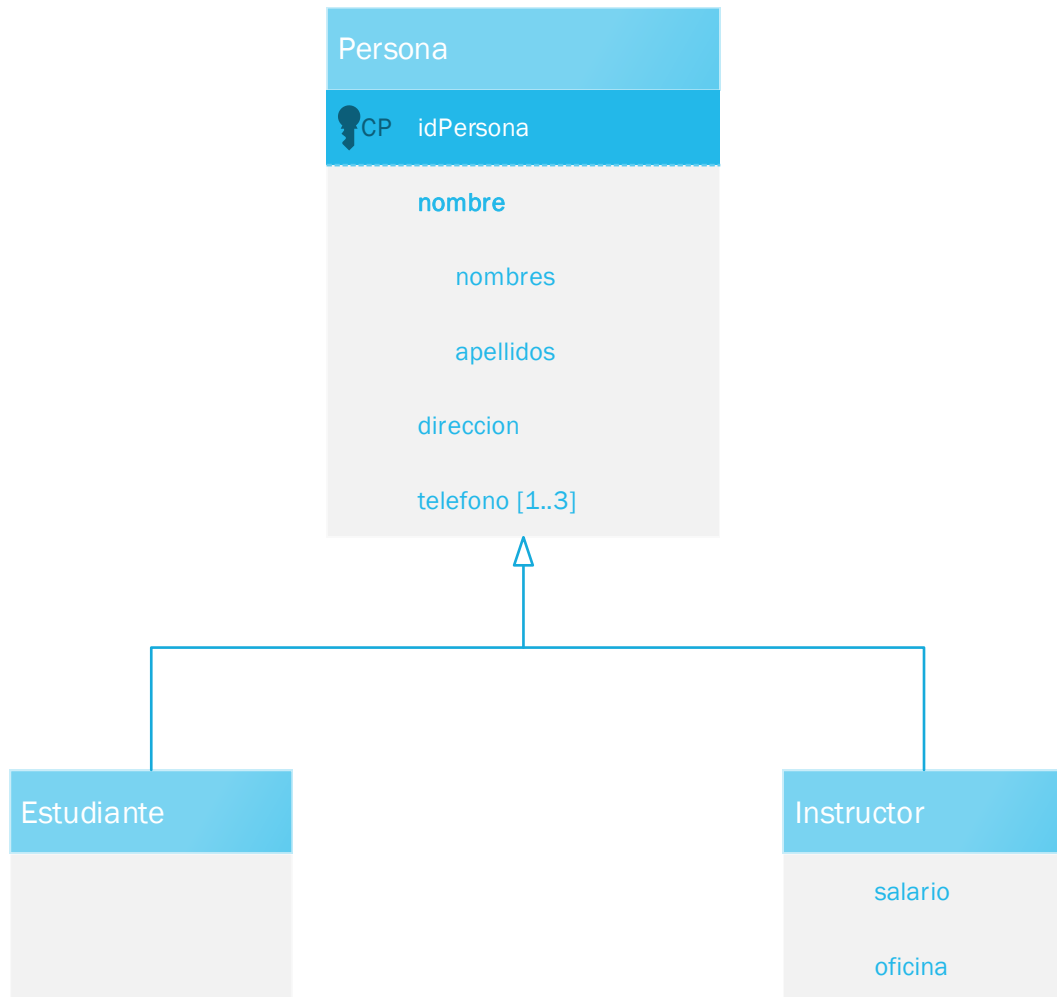 Persona
CP idPersona
nombre
nombres
apellidos
direccion
telefono [1..3]
Estudiante
Instructor
salario
oficina